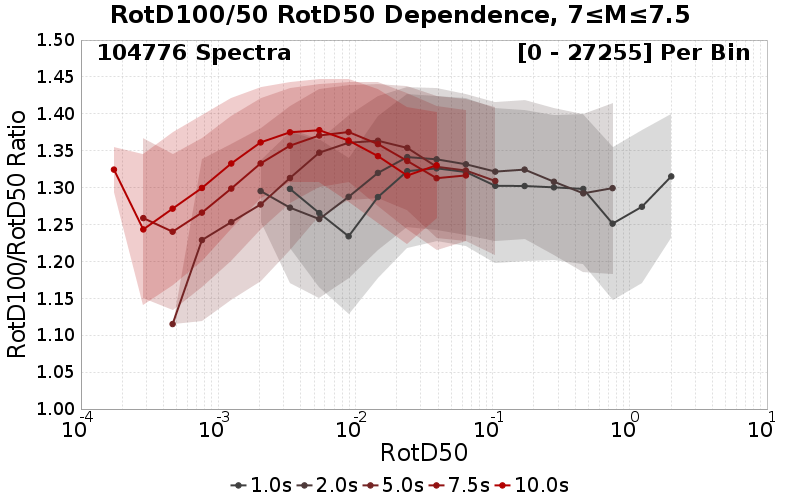 RotD100/50 RotD50 Dependence, 7≤M≤7.5
104776 Spectra [0 - 27255] Per Bin
RotD100/RotD50 Ratio
1.50
1.45
1.40
1.35
1.30
1.25
1.20
1.15
1.10
1.05
1.00
10^-4 10^-3 10^-2 10^-1 10^0 10^1
RotD50
1.0s 2.0s 5.0s 7.5s 10.0s